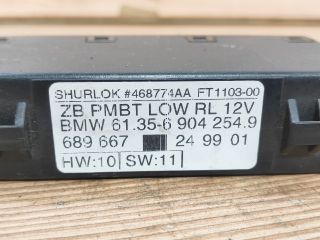 SHURLOK #468774AA FT1103-00
ZB PMBT LOW RL 12V
BMW 61.35-6 904 254.9
689 667 24 99 01
HW:10 SW:11